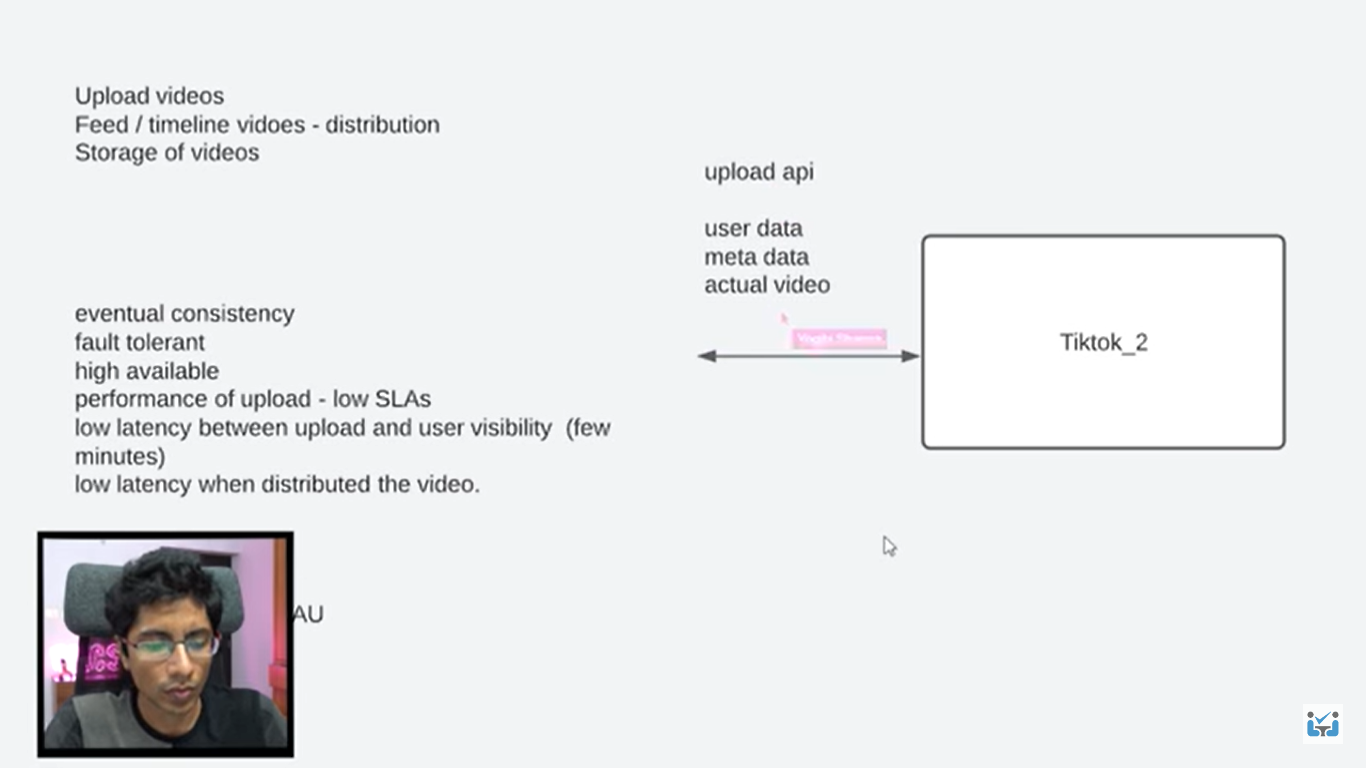 Upload videos
Feed / timeline vidoes - distribution
Storage of videos
upload api
user data
meta data
actual video
eventual consistency
fault tolerant
high available
performance of upload - low SLAs
low latency between upload and user visibility (few
minutes)
low latency when distributed the video.
Tiktok_2
AU